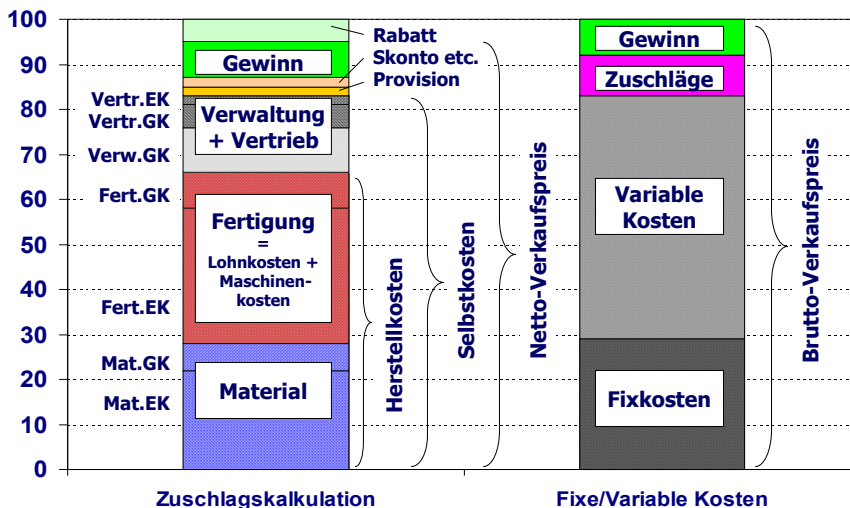 100
90
80
70
60
50
40
30
20
10
0
Vertr.EK
Vertr.GK
Verw.GK
Fert.GK
Fert.EK
Mat.GK
Mat.EK
Gewinn
Verwaltung
+ Vertrieb
Fertigung
=
Lohnkosten +
Maschinen-
kosten
Material
Rabatt
Skonto etc.
Provision
Herstellkosten
Selbstkosten
Netto-Verkaufspreis
Gewinn
Zuschläge
Variable
Kosten
Fixkosten
Brutto-Verkaufspreis
Zuschlagskalkulation
Fixe/Variable Kosten